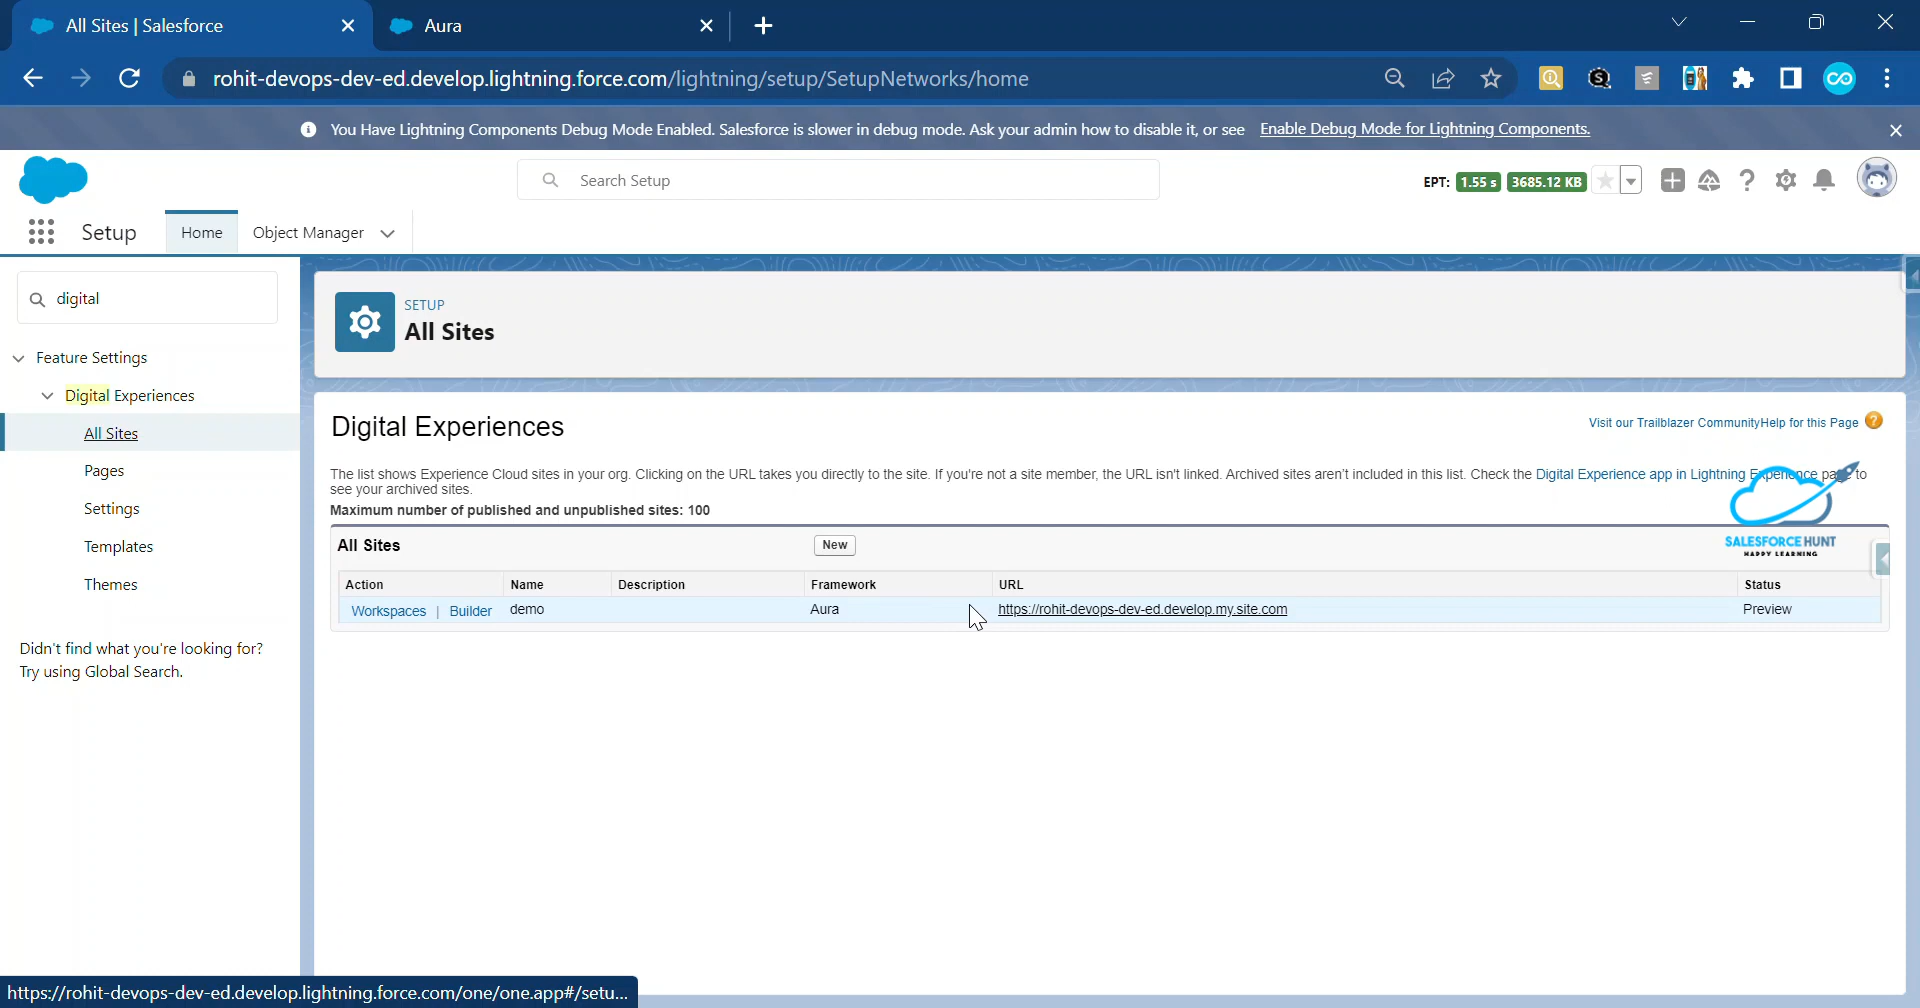 All Sites | Salesforce
Aura
rohit-devops-dev-ed.develop.lightning.force.com/lightning/setup/SetupNetworks/home
You Have Lightning Components Debug Mode Enabled. Salesforce is slower in debug mode. Ask your admin how to disable it, or see Enable Debug Mode for Lightning Components.
Search Setup
EPT: 1.55 s 3685.12 KB
Setup Home Object Manager
digital
Feature Settings
Digital Experiences
All Sites
Pages
Settings
Templates
Themes
Didn't find what you're looking for?
Try using Global Search.
SETUP
All Sites
Digital Experiences
Visit our Trailblazer Community Help for this Page
The list shows Experience Cloud sites in your org. Clicking on the URL takes you directly to the site. If you're not a site member, the URL isn't linked. Archived sites aren't included in this list. Check the Digital Experience app in Lightning Experience page to
see your archived sites.
Maximum number of published and unpublished sites: 100
SALESFORCE HUNT
HAPPY LEARNING
All Sites New
Action Name Description Framework URL Status
Workspaces | Builder demo Aura https://rohit-devops-dev-ed.develop.my.site.com Preview
https://rohit-devops-dev-ed.develop.lightning.force.com/one/one.app#/setu...